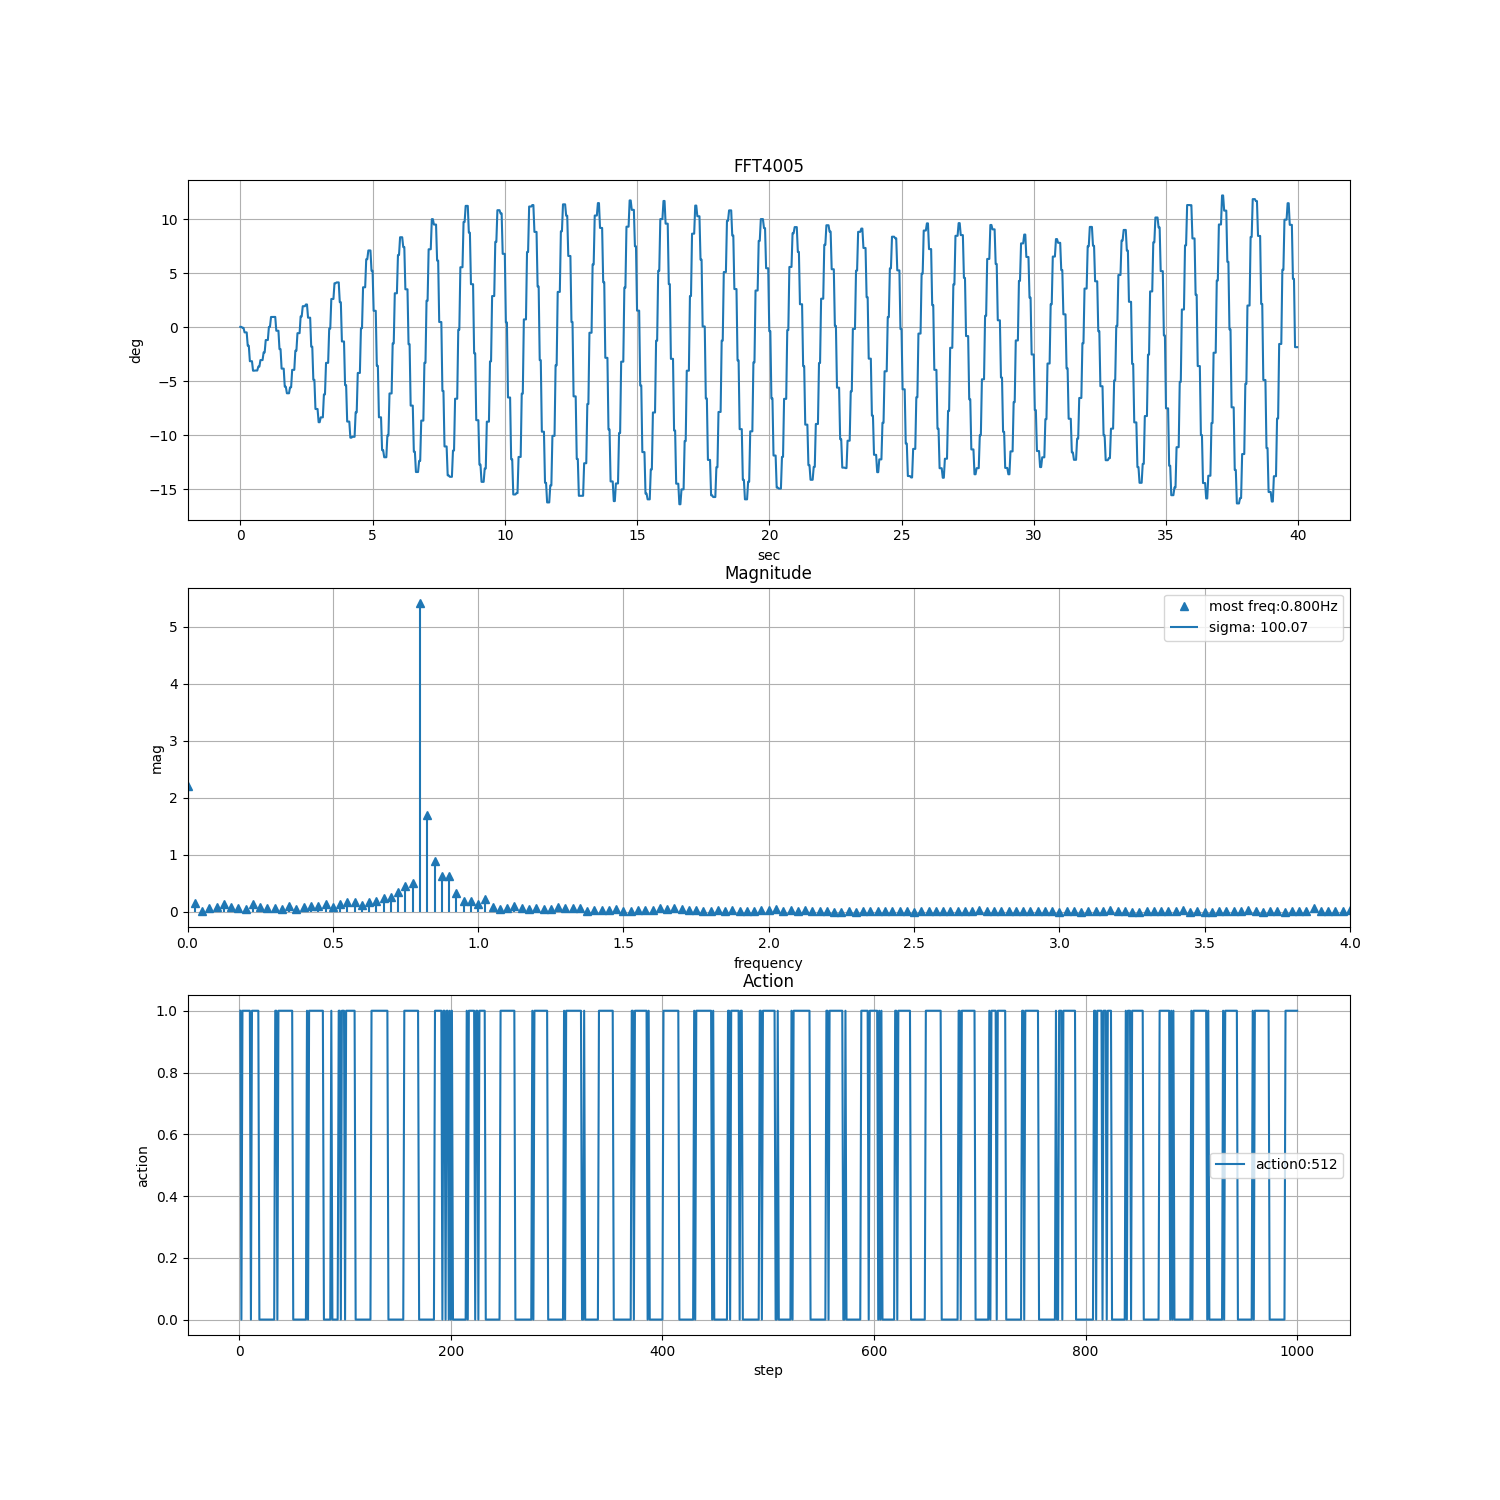 FFT4005
10
5
0
−5
−10
−15
deg
0 5 10 15 20 25 30 35 40
sec
Magnitude
most freq:0.800Hz
sigma: 100.07
5
4
3
2
1
0
mag
0.0 0.5 1.0 1.5 2.0 2.5 3.0 3.5 4.0
frequency
Action
1.0
0.8
0.6
0.4
0.2
0.0
action
action0:512
0 200 400 600 800 1000
step